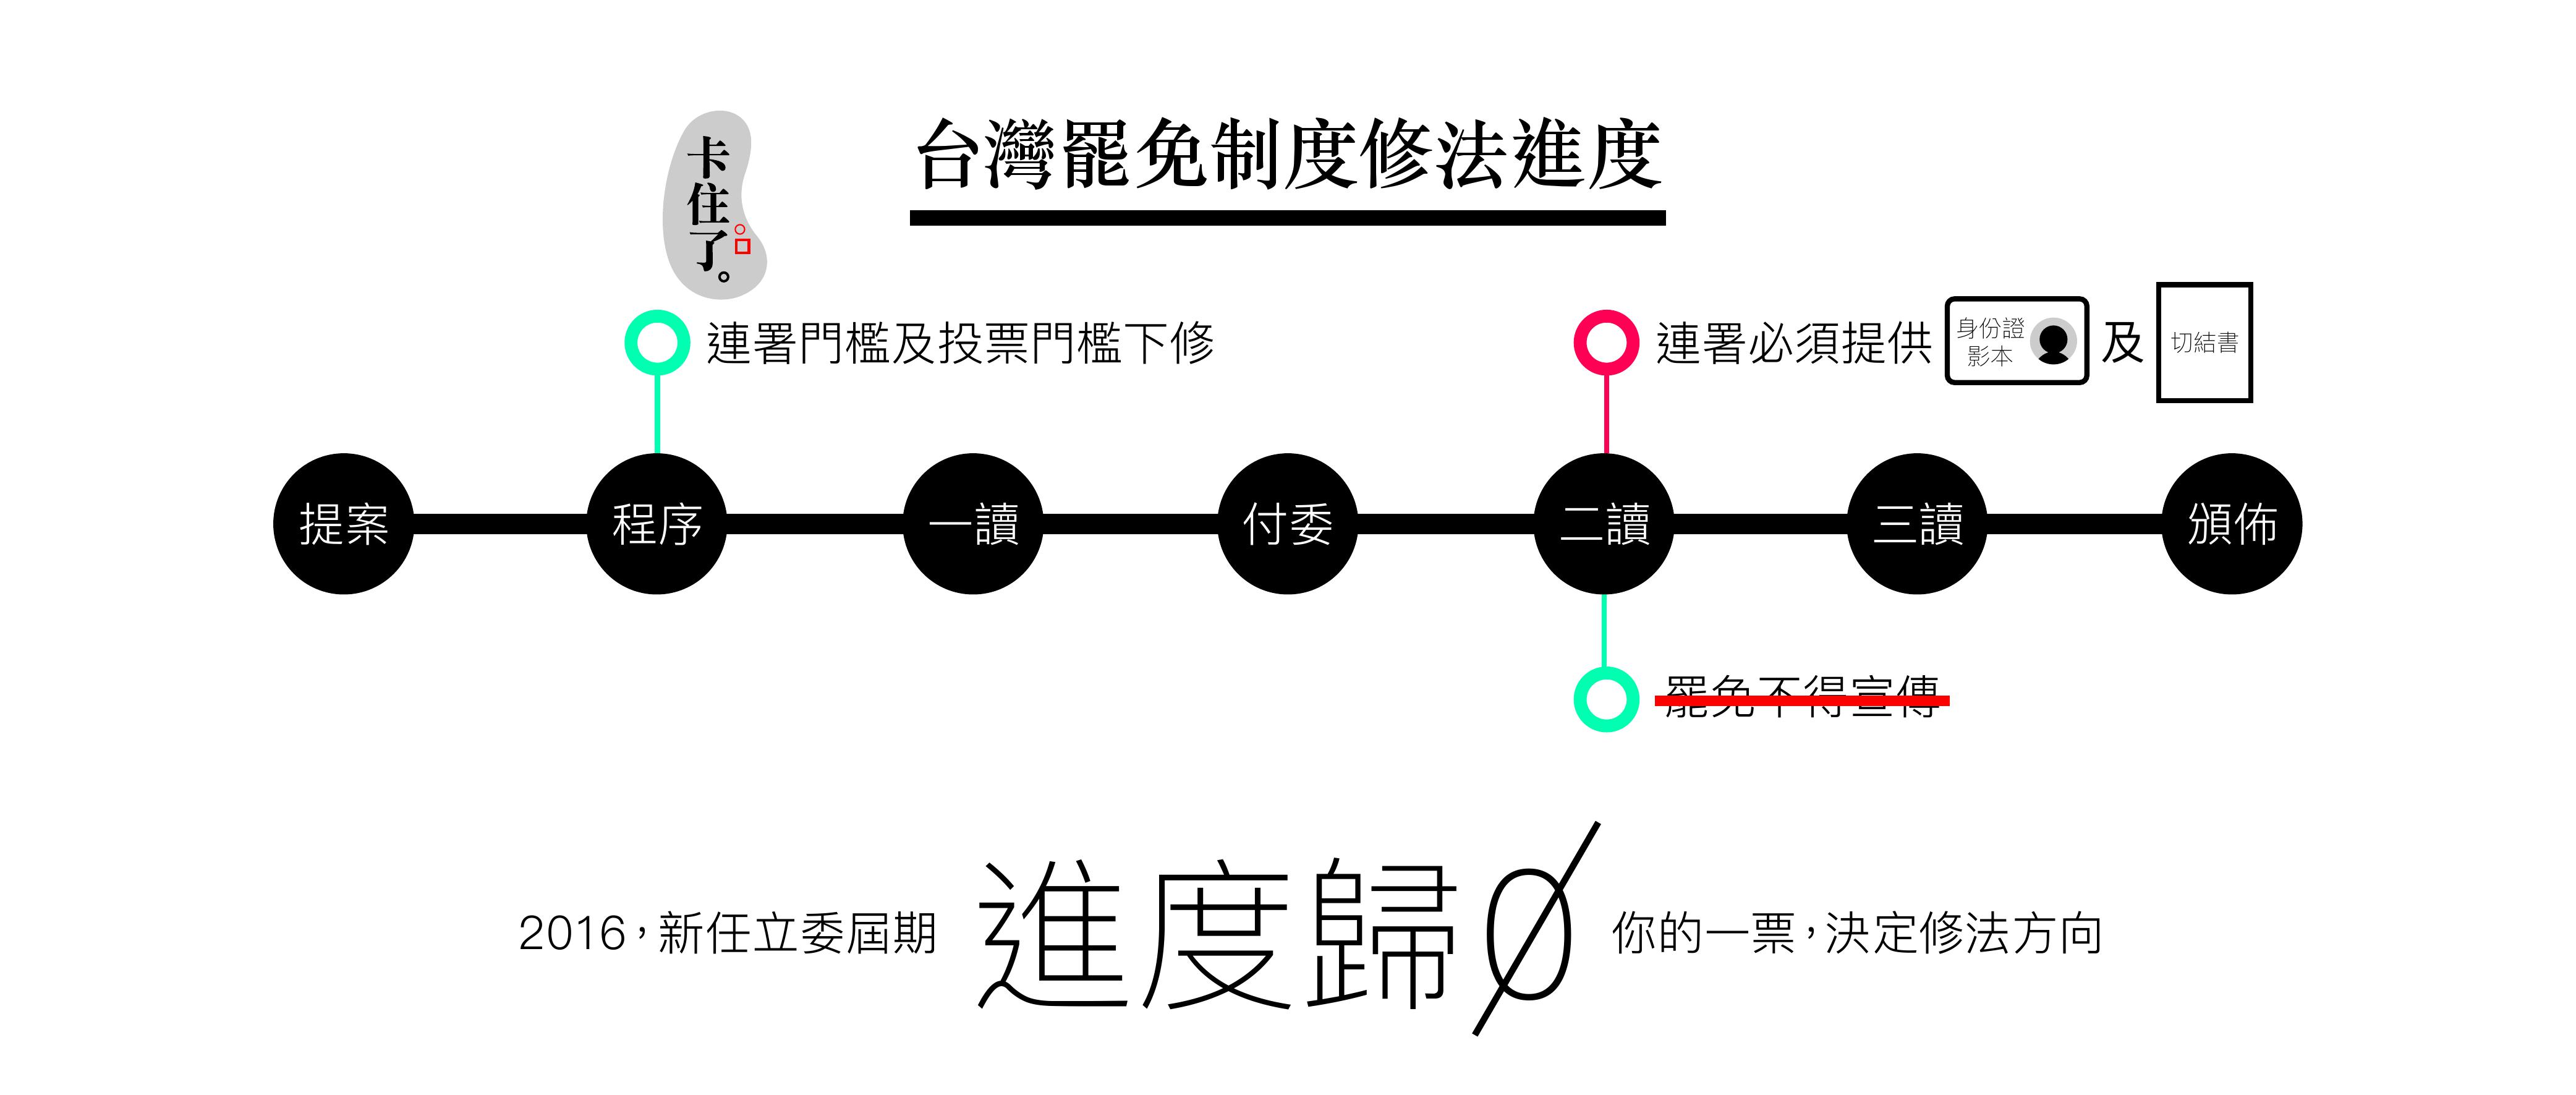 台灣罷免制度修法進度
卡住了。
連署門檻及投票門檻下修
連署必須提供
身份證
影本
及
切結書
提案
程序
一讀
付委
二讀
三讀
頒佈
罷免不得宣傳
2016，新任立委屆期
進度歸0
你的一票，決定修法方向